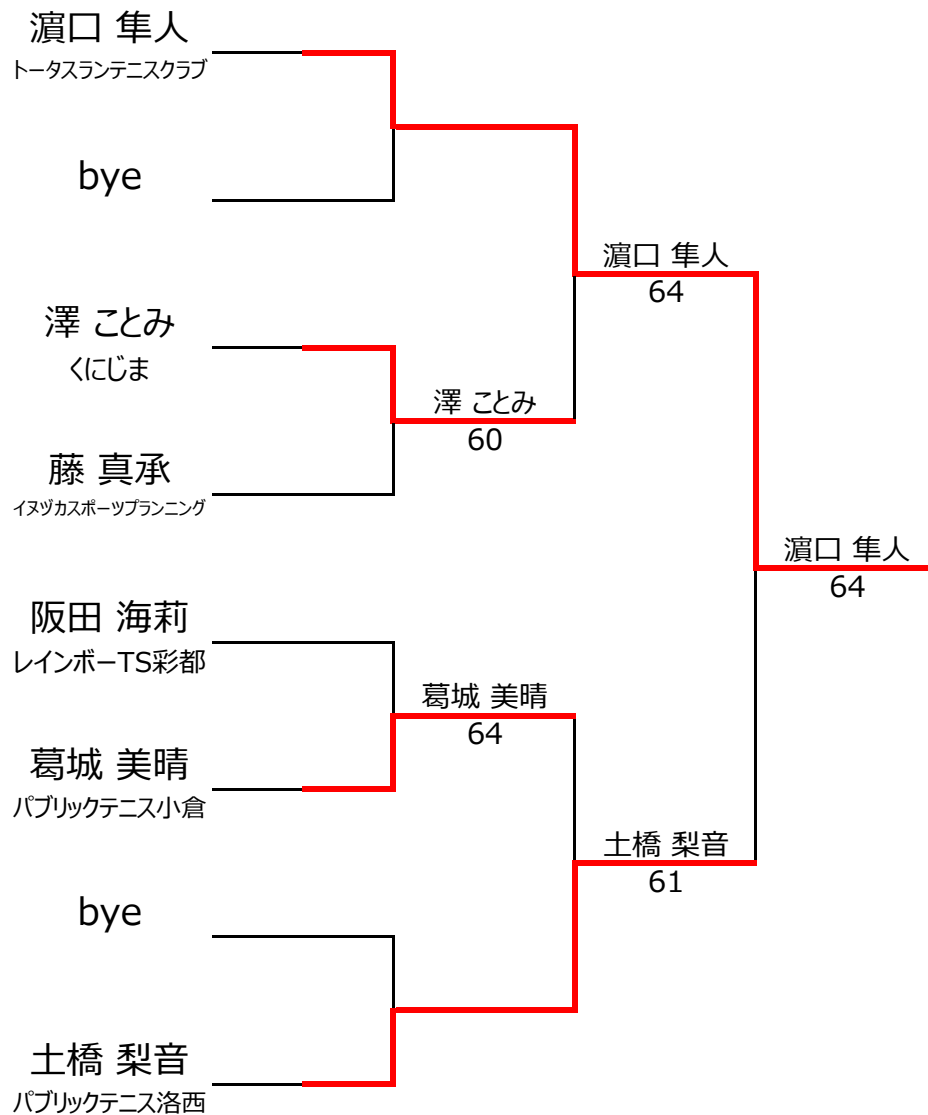 濵口 隼人
トータスランテニスクラブ
bye
澤 ことみ
くにじま
藤 真承
イヌヅカスポーツプランニング
阪田 海莉
レインボーTS彩都
葛城 美晴
パブリックテニス小倉
bye
土橋 梨音
パブリックテニス洛西
澤 ことみ
60
葛城 美晴
64
濵口 隼人
64
土橋 梨音
61
濵口 隼人
64